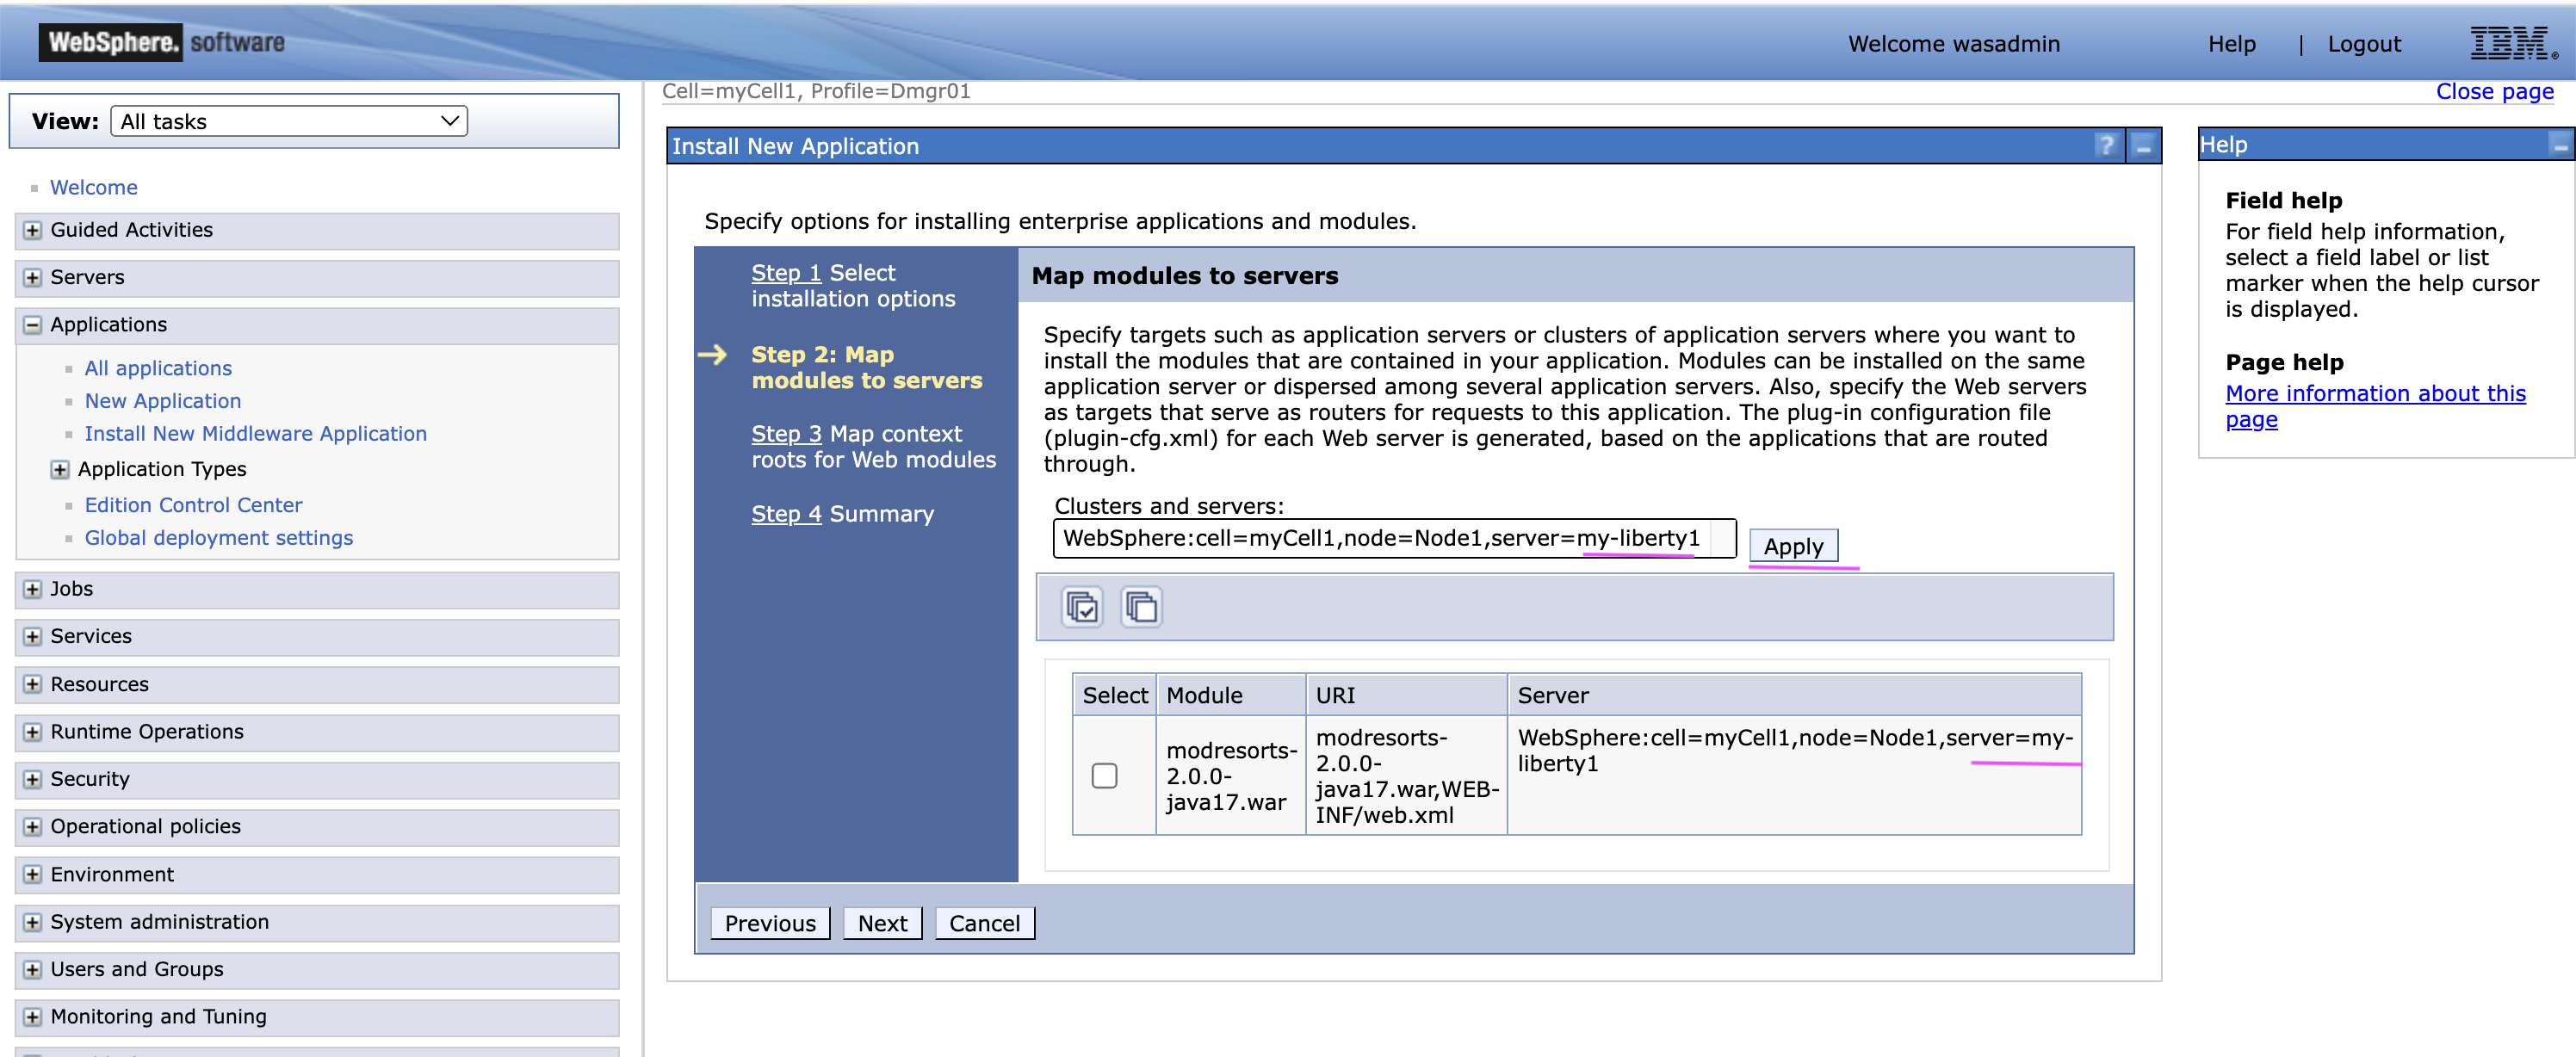 WebSphere. software
Welcome wasadmin
Help | Logout
IBM®
View: All tasks
Welcome
Guided Activities
Servers
Applications
All applications
New Application
Install New Middleware Application
Application Types
Edition Control Center
Global deployment settings
Jobs
Services
Resources
Runtime Operations
Security
Operational policies
Environment
System administration
Users and Groups
Monitoring and Tuning
Cell=myCell1, Profile=Dmgr01
Close page
Install New Application
?
Specify options for installing enterprise applications and modules.
Step 1 Select
installation options
Step 2: Map
modules to servers
Step 3 Map context
roots for Web modules
Step 4 Summary
Map modules to servers
Specify targets such as application servers or clusters of application servers where you want to
install the modules that are contained in your application. Modules can be installed on the same
application server or dispersed among several application servers. Also, specify the Web servers
as targets that serve as routers for requests to this application. The plug-in configuration file
(plugin-cfg.xml) for each Web server is generated, based on the applications that are routed
through.
Clusters and servers:
WebSphere:cell=myCell1,node=Node1,server=my-liberty1
Apply
Select
Module
URI
Server
modresorts-
2.0.0-
java17.war
modresorts-
2.0.0-
java17.war,WEB-
INF/web.xml
WebSphere:cell=myCell1,node=Node1,server=my-
liberty1
Previous
Next
Cancel
Help
Field help
For field help information,
select a field label or list
marker when the help cursor
is displayed.
Page help
More information about this
page